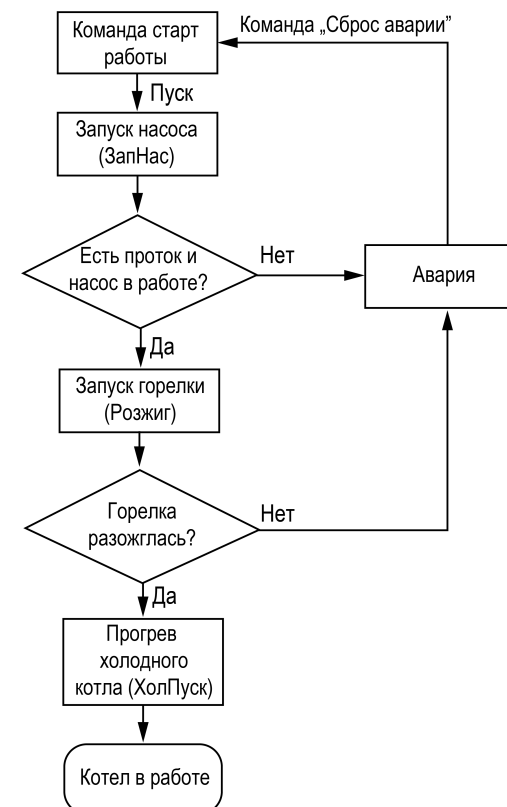 Команда старт
работы
Команда „Сброс аварии”
Пуск
Запуск насоса
(ЗапНас)
Есть проток и
насос в работе?
Нет
Авария
Да
Запуск горелки
(Розжиг)
Горелка
разожглась?
Нет
Да
Прогрев
холодного
котла (ХолПуск)
Котел в работе